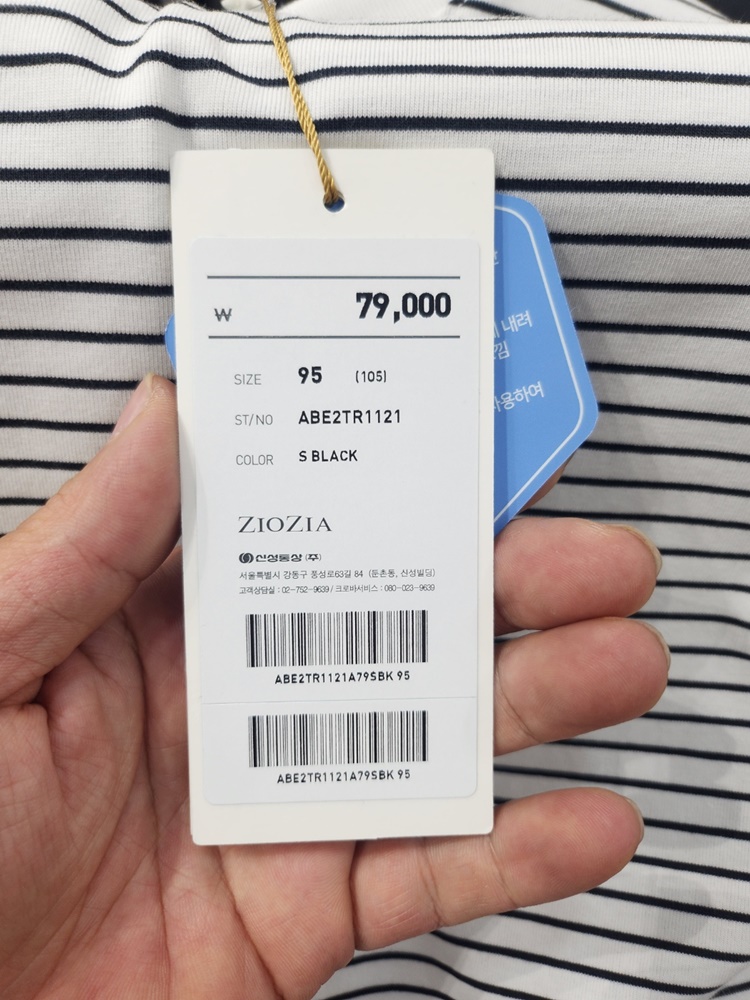 ₩ 79,000
SIZE 95 (105)
ST/NO ABE2TR1121
COLOR S BLACK
ZIOZIA
신성통상 (주)
서울특별시 강동구 풍성로63길 84 (둔촌동, 신성빌딩)
고객상담실 : 02-752-9639 / 크로바서비스 : 080-023-9639
ABE2TR1121A79SBK 95
ABE2TR1121A79SBK 95
내려
사용하여